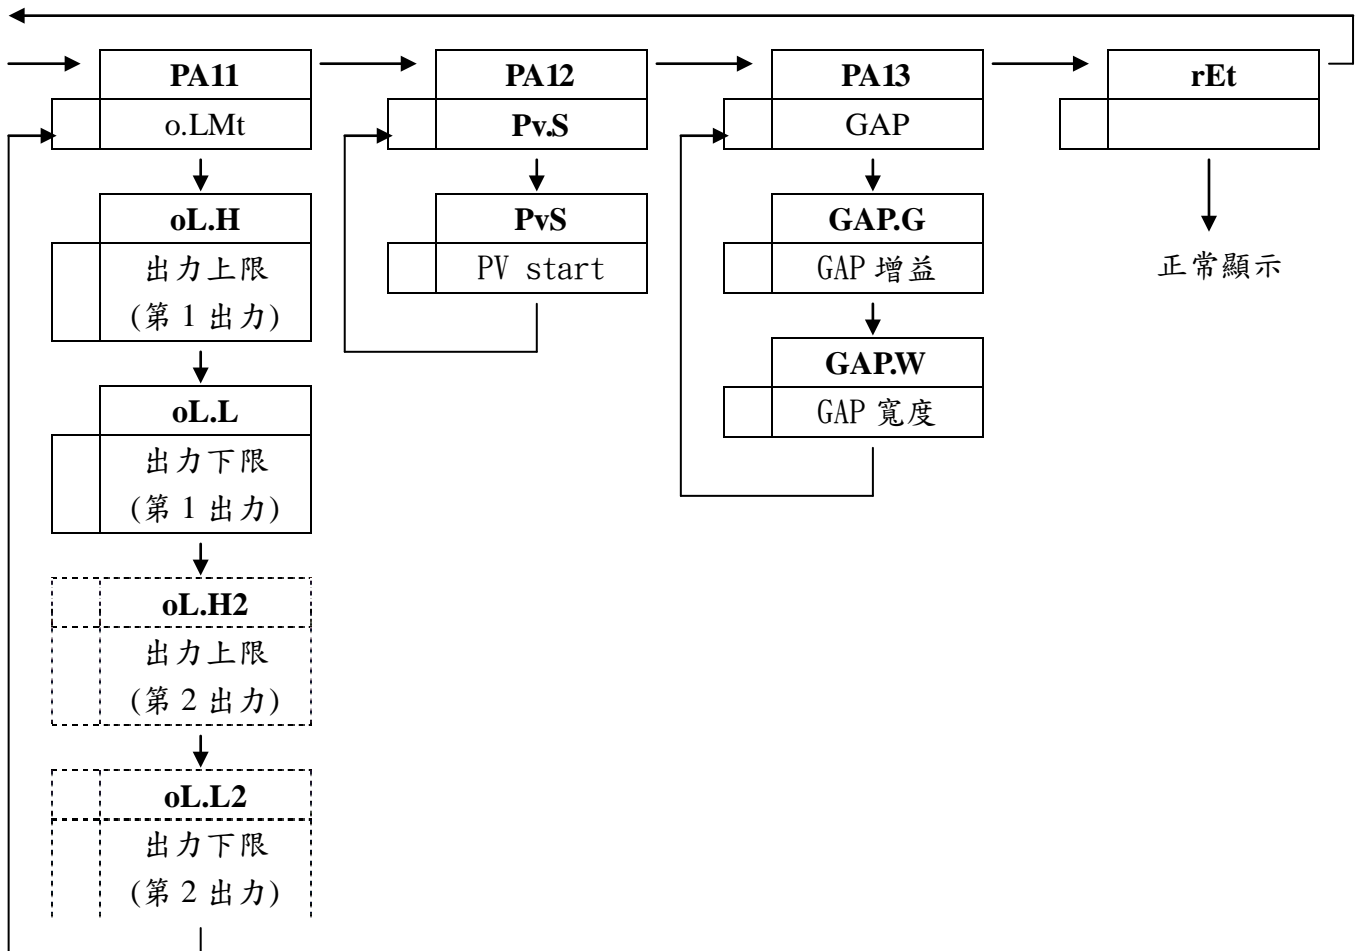 PA11
o.LMt
oL.H
出力上限
(第 1 出力)
oL.L
出力下限
(第 1 出力)
oL.H2
出力上限
(第 2 出力)
oL.L2
出力下限
(第 2 出力)
PA12
Pv.S
PvS
PV start
PA13
GAP
GAP.G
GAP 增益
GAP.W
GAP 寬度
rEt
正常顯示